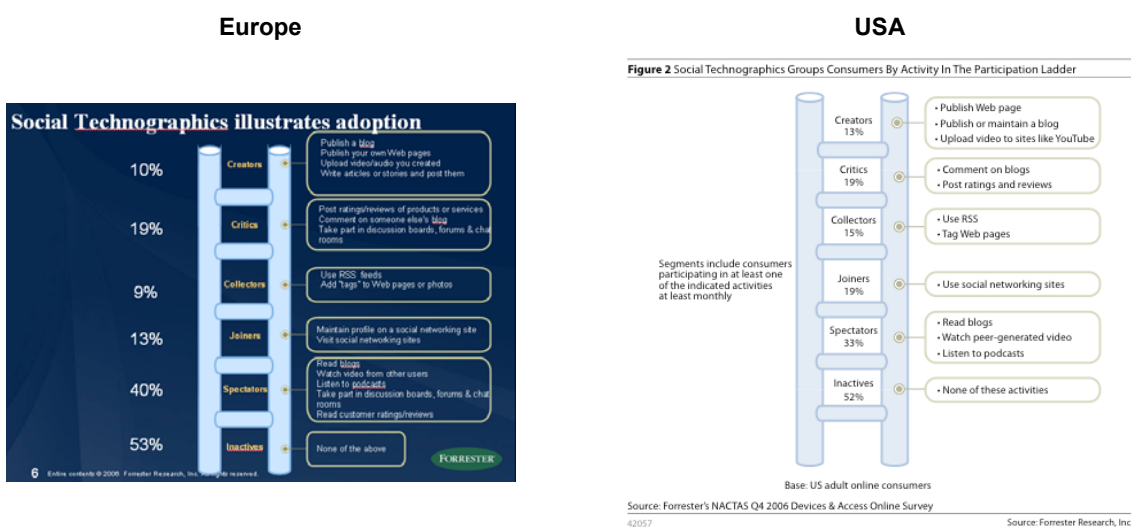 Europe
USA
Social Technographics illustrates adoption
10%
Creators
Publish a blog
Publish your own Web pages
Upload video/audio you created
Write articles or stories and post them
19%
Critics
Post ratings/reviews of products or services
Comment on someone else's blog
Take part in discussion boards, forums & chat
rooms
9%
Collectors
Use RSS feeds
Add "tags" to Web pages or photos
13%
Joiners
Maintain profile on a social networking site
Visit social networking sites
40%
Spectators
Read blogs
Watch video from other users
Listen to podcasts
Take part in discussion boards, forums & chat
rooms
Read customer ratings/reviews
53%
Inactives
None of the above
FORRESTER
6 Entire contents © 2006 Forrester Research, Inc. All rights reserved.
Figure 2 Social Technographics Groups Consumers By Activity In The Participation Ladder
Creators
13%
• Publish Web page
• Publish or maintain a blog
• Upload video to sites like YouTube
Critics
19%
• Comment on blogs
• Post ratings and reviews
Collectors
15%
• Use RSS
• Tag Web pages
Segments include consumers
participating in at least one
of the indicated activities
at least monthly
Joiners
19%
• Use social networking sites
Spectators
33%
• Read blogs
• Watch peer-generated video
• Listen to podcasts
Inactives
52%
• None of these activities
Base: US adult online consumers
Source: Forrester's NACTAS Q4 2006 Devices & Access Online Survey
42057
Source: Forrester Research, Inc